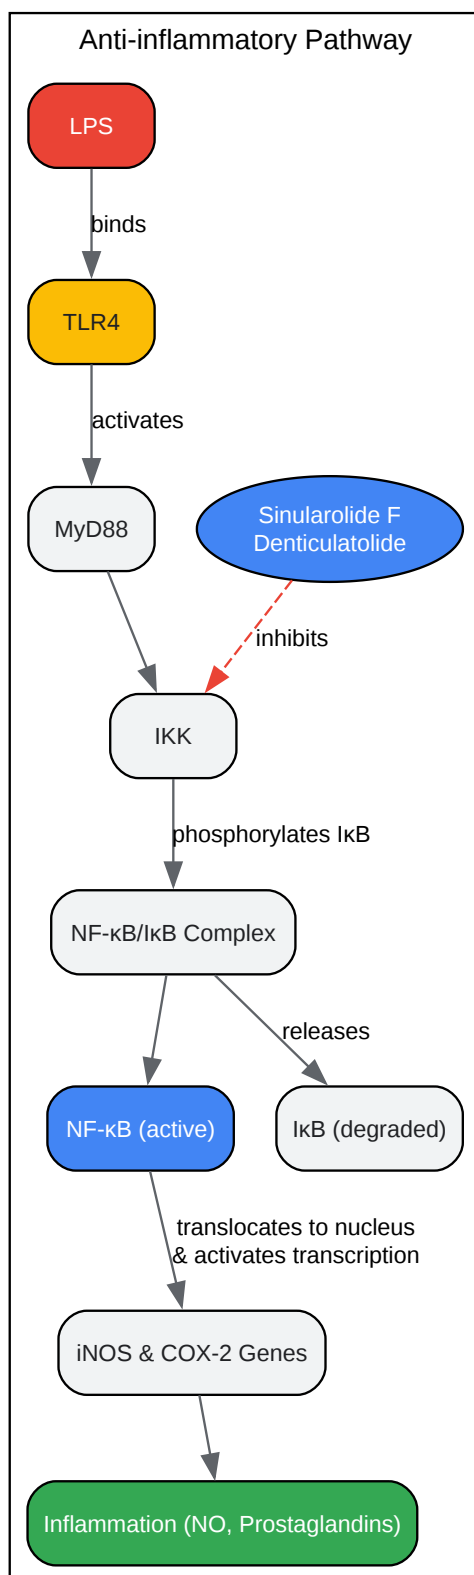 Anti-inflammatory Pathway
LPS
binds
TLR4
activates
MyD88
Sinularolide F
Denticulatolide
inhibits
IKK
phosphorylates IκB
NF-κB/IκB Complex
releases
NF-κB (active)
IκB (degraded)
translocates to nucleus
& activates transcription
iNOS & COX-2 Genes
Inflammation (NO, Prostaglandins)